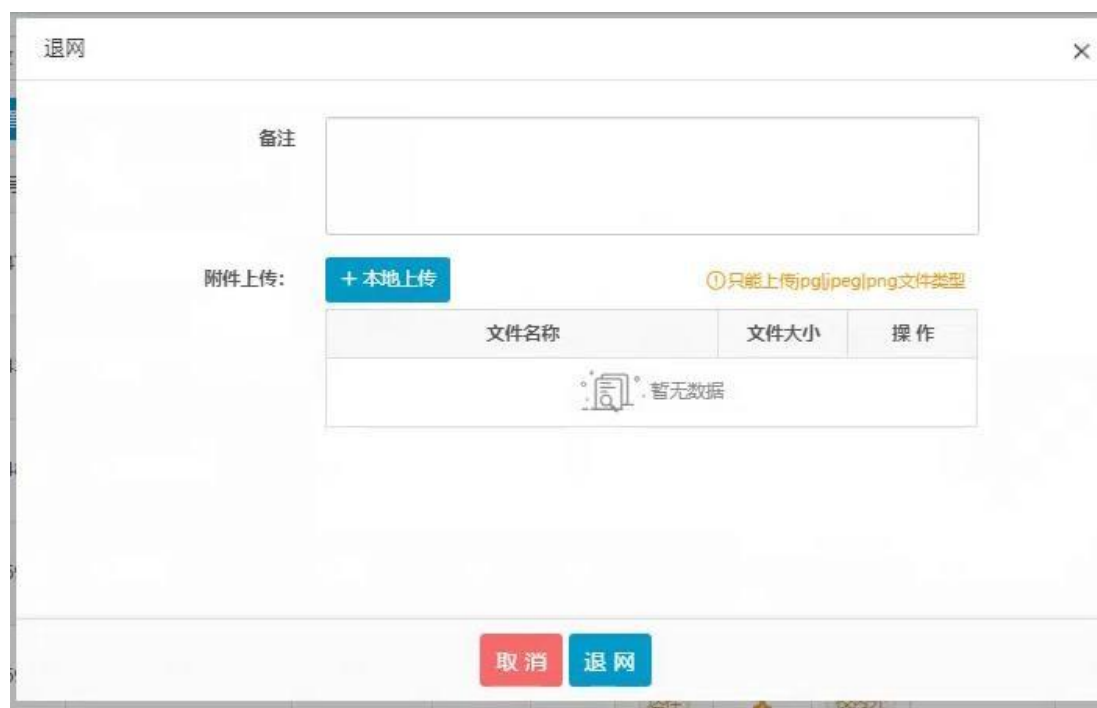 退网
×
备注
附件上传:
+ 本地上传
只能上传jpg|jpeg|png文件类型
文件名称 文件大小 操作
暂无数据
取消 退网